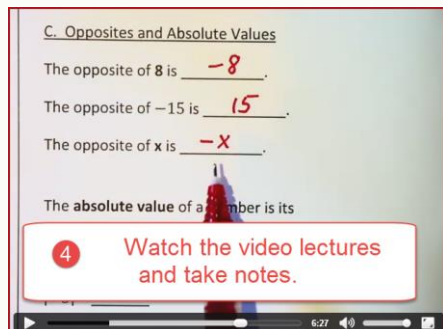 C. Opposites and Absolute Values
The opposite of 8 is −8.
The opposite of −15 is 15.
The opposite of x is −x.
The absolute value of a mber is its
4 Watch the video lectures
and take notes.
6:27